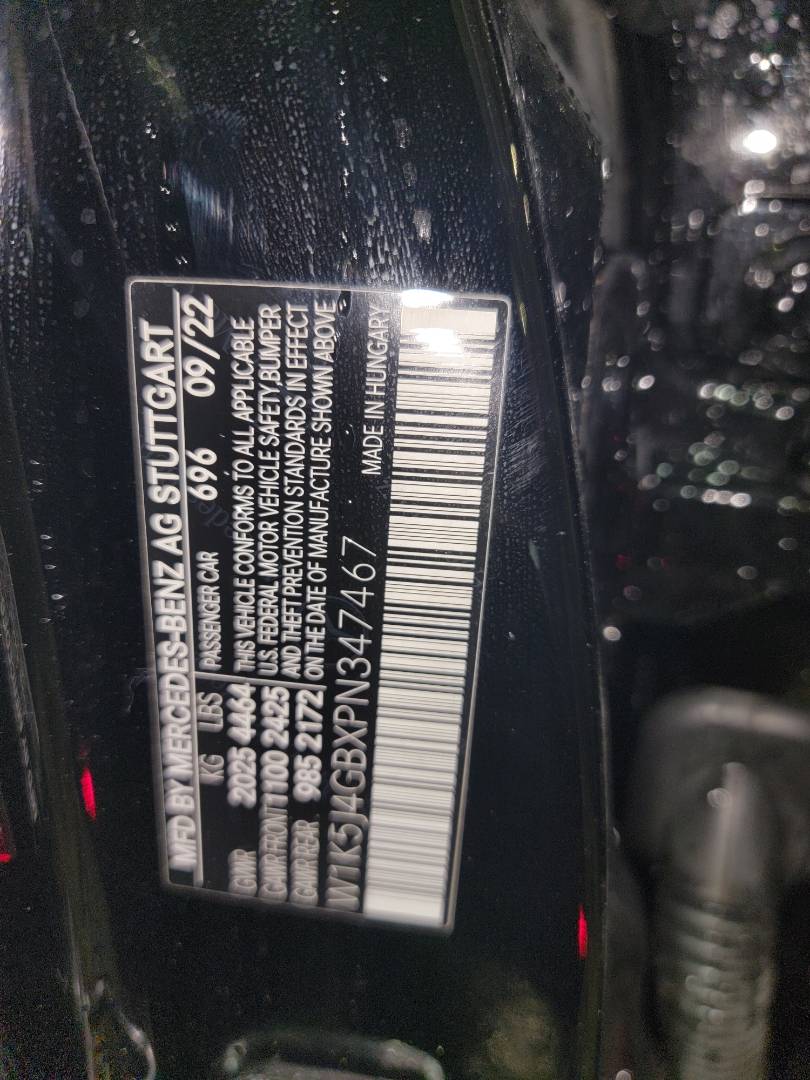 MFD BY MERCEDES-BENZ AG STUTTGART
KG LBS PASSENGER CAR 696 09/22
GVWR 2025 4464 THIS VEHICLE CONFORMS TO ALL APPLICABLE
GAWR FRONT 1100 2425 U.S. FEDERAL MOTOR VEHICLE SAFETY,BUMPER
GAWR REAR 985 2172 AND THEFT PREVENTION STANDARDS IN EFFECT
ON THE DATE OF MANUFACTURE SHOWN ABOVE
W1K5J4GBXPN347467 MADE IN HUNGARY